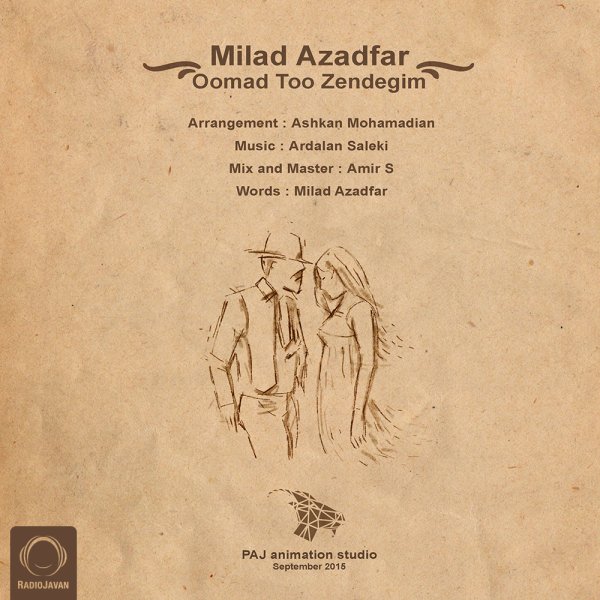 Milad Azadfar
Oomad Too Zendegim
Arrangement : Ashkan Mohamadian
Music : Ardalan Saleki
Mix and Master : Amir S
Words : Milad Azadfar
PAJ animation studio
September 2015
RADIOJAVAN